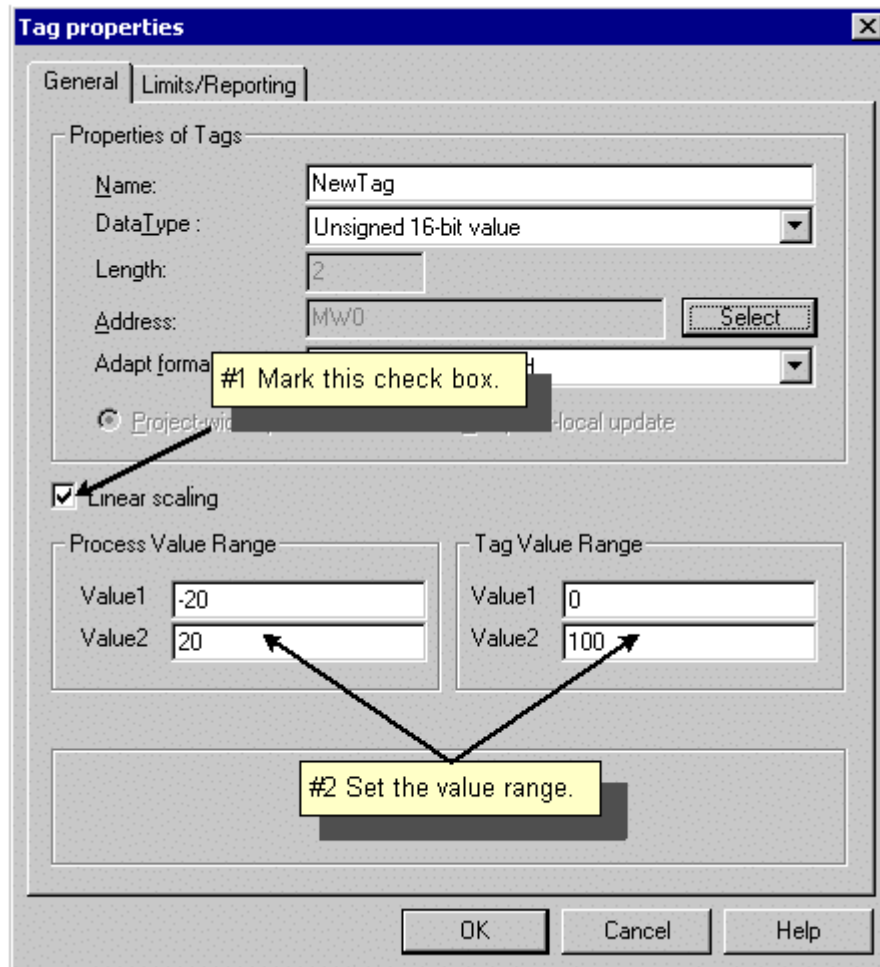 Tag properties
General
Limits/Reporting
Properties of Tags
Name:
NewTag
DataType :
Unsigned 16-bit value
Length:
2
Address:
MW0
Select
Adapt
#1 Mark this check box.
-local update
Linear scaling
Process Value Range
Value1
-20
Value2
20
Tag Value Range
Value1
0
Value2
100
#2 Set the value range.
OK
Cancel
Help